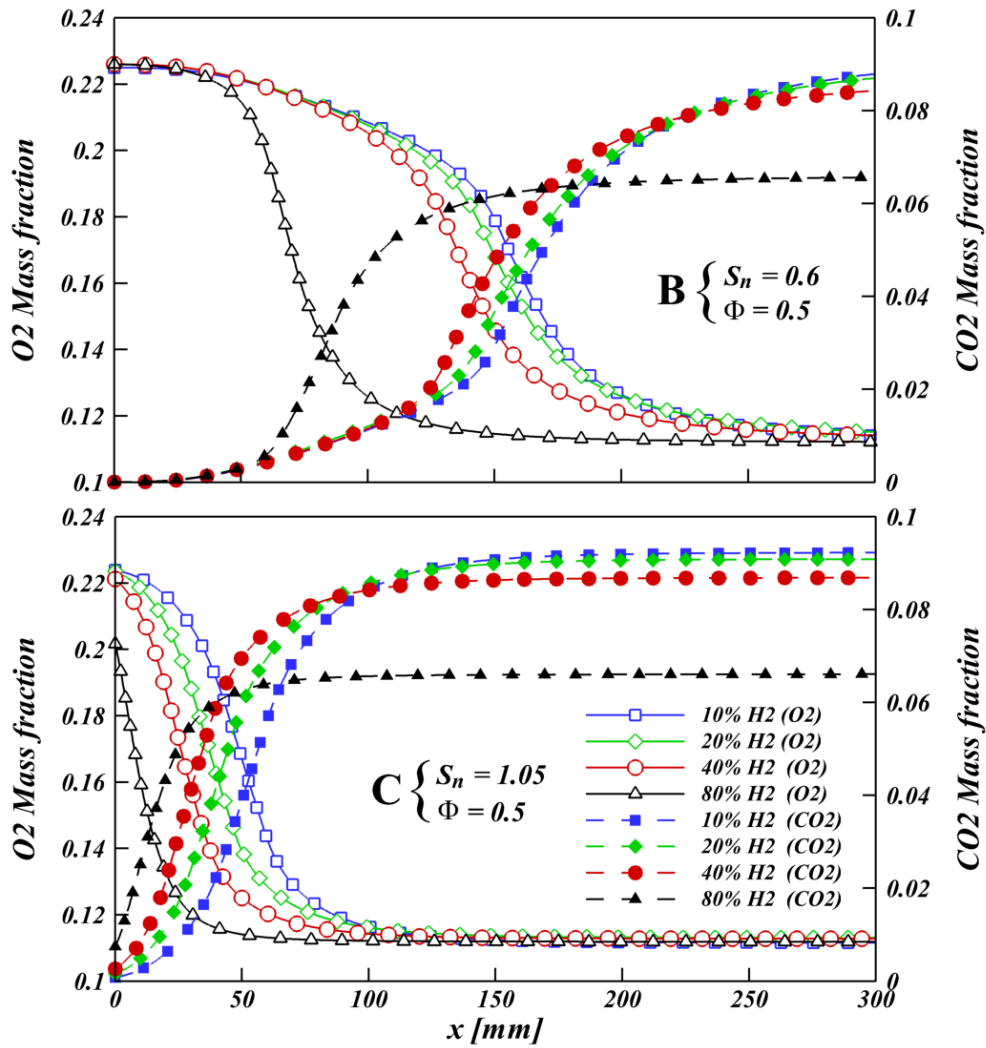 0.24
0.22
0.2
0.18
0.16
0.14
0.12
0.1
O2 Mass fraction
0.1
0.08
0.06
0.04
0.02
0
CO2 Mass fraction
B { Sn = 0.6
Φ = 0.5
0.24
0.22
0.2
0.18
0.16
0.14
0.12
0.1
O2 Mass fraction
0.1
0.08
0.06
0.04
0.02
0
CO2 Mass fraction
C { Sn = 1.05
Φ = 0.5
10% H2 (O2)
20% H2 (O2)
40% H2 (O2)
80% H2 (O2)
10% H2 (CO2)
20% H2 (CO2)
40% H2 (CO2)
80% H2 (CO2)
0 50 100 150 200 250 300
x [mm]